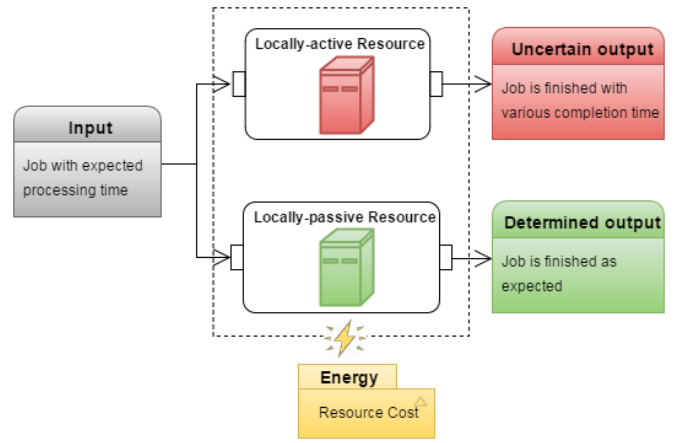 Locally-active Resource
Uncertain output
Job is finished with
various completion time
Input
Job with expected
processing time
Locally-passive Resource
Determined output
Job is finished as
expected
Energy
Resource Cost